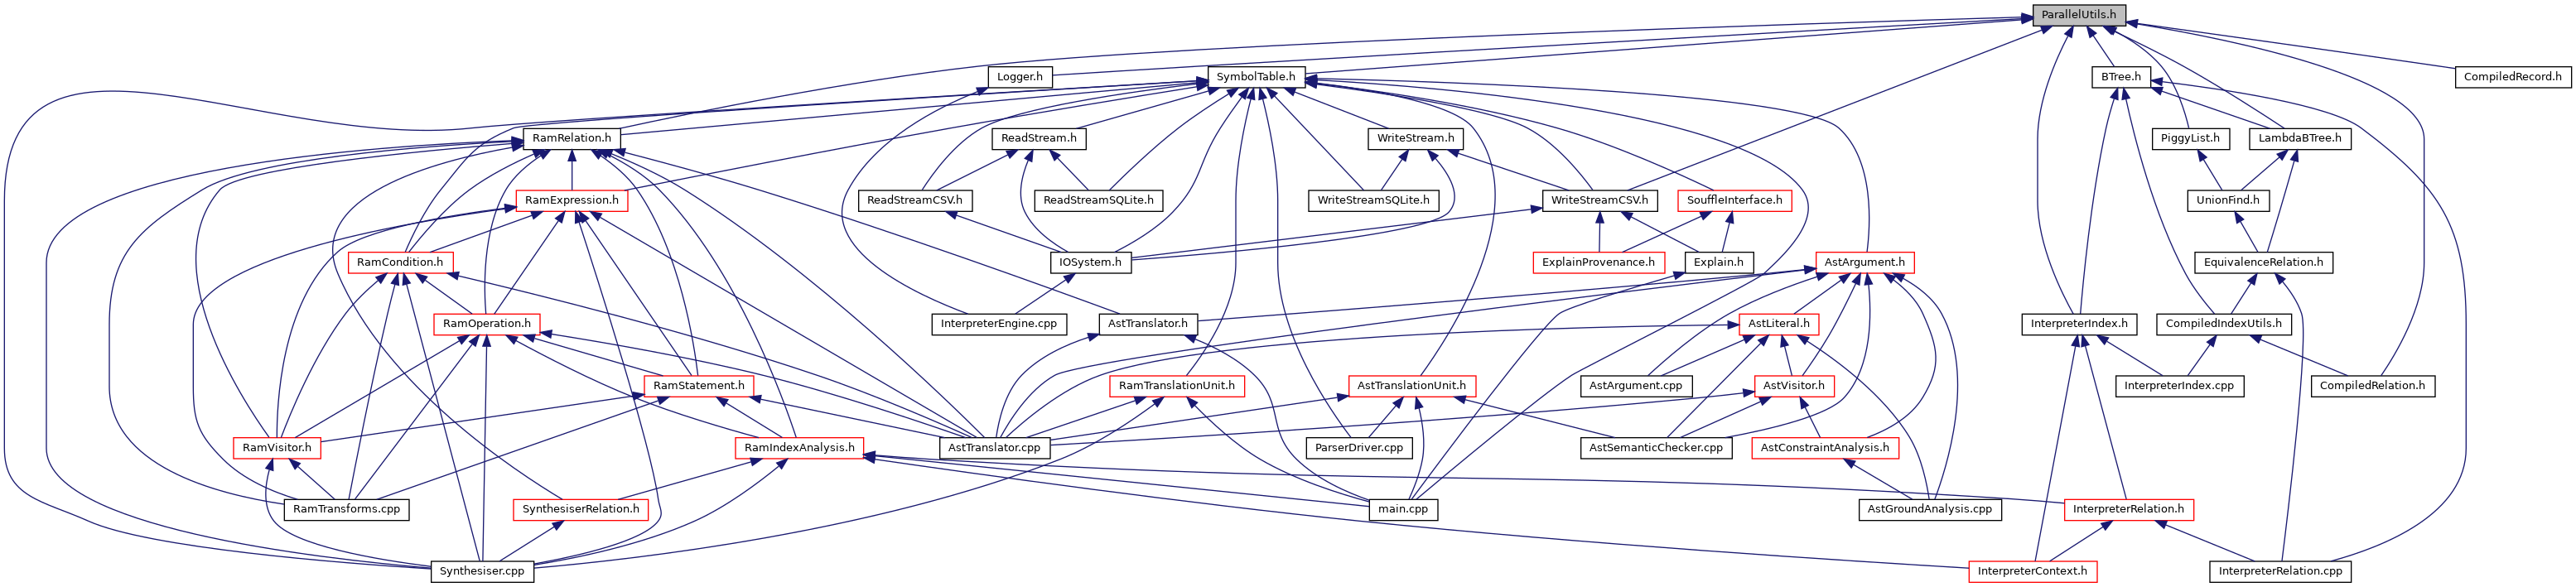 ParallelUtils.h
Logger.h
SymbolTable.h
BTree.h
CompiledRecord.h
RamRelation.h
ReadStream.h
WriteStream.h
PiggyList.h
LambdaBTree.h
RamExpression.h
ReadStreamCSV.h
ReadStreamSQLite.h
WriteStreamSQLite.h
WriteStreamCSV.h
SouffleInterface.h
UnionFind.h
RamCondition.h
IOSystem.h
ExplainProvenance.h
Explain.h
AstArgument.h
EquivalenceRelation.h
RamOperation.h
InterpreterEngine.cpp
AstTranslator.h
AstLiteral.h
InterpreterIndex.h
CompiledIndexUtils.h
RamStatement.h
RamTranslationUnit.h
AstTranslationUnit.h
AstArgument.cpp
AstVisitor.h
InterpreterIndex.cpp
CompiledRelation.h
RamVisitor.h
RamIndexAnalysis.h
AstTranslator.cpp
ParserDriver.cpp
AstSemanticChecker.cpp
AstConstraintAnalysis.h
RamTransforms.cpp
SynthesiserRelation.h
main.cpp
AstGroundAnalysis.cpp
InterpreterRelation.h
Synthesiser.cpp
InterpreterContext.h
InterpreterRelation.cpp